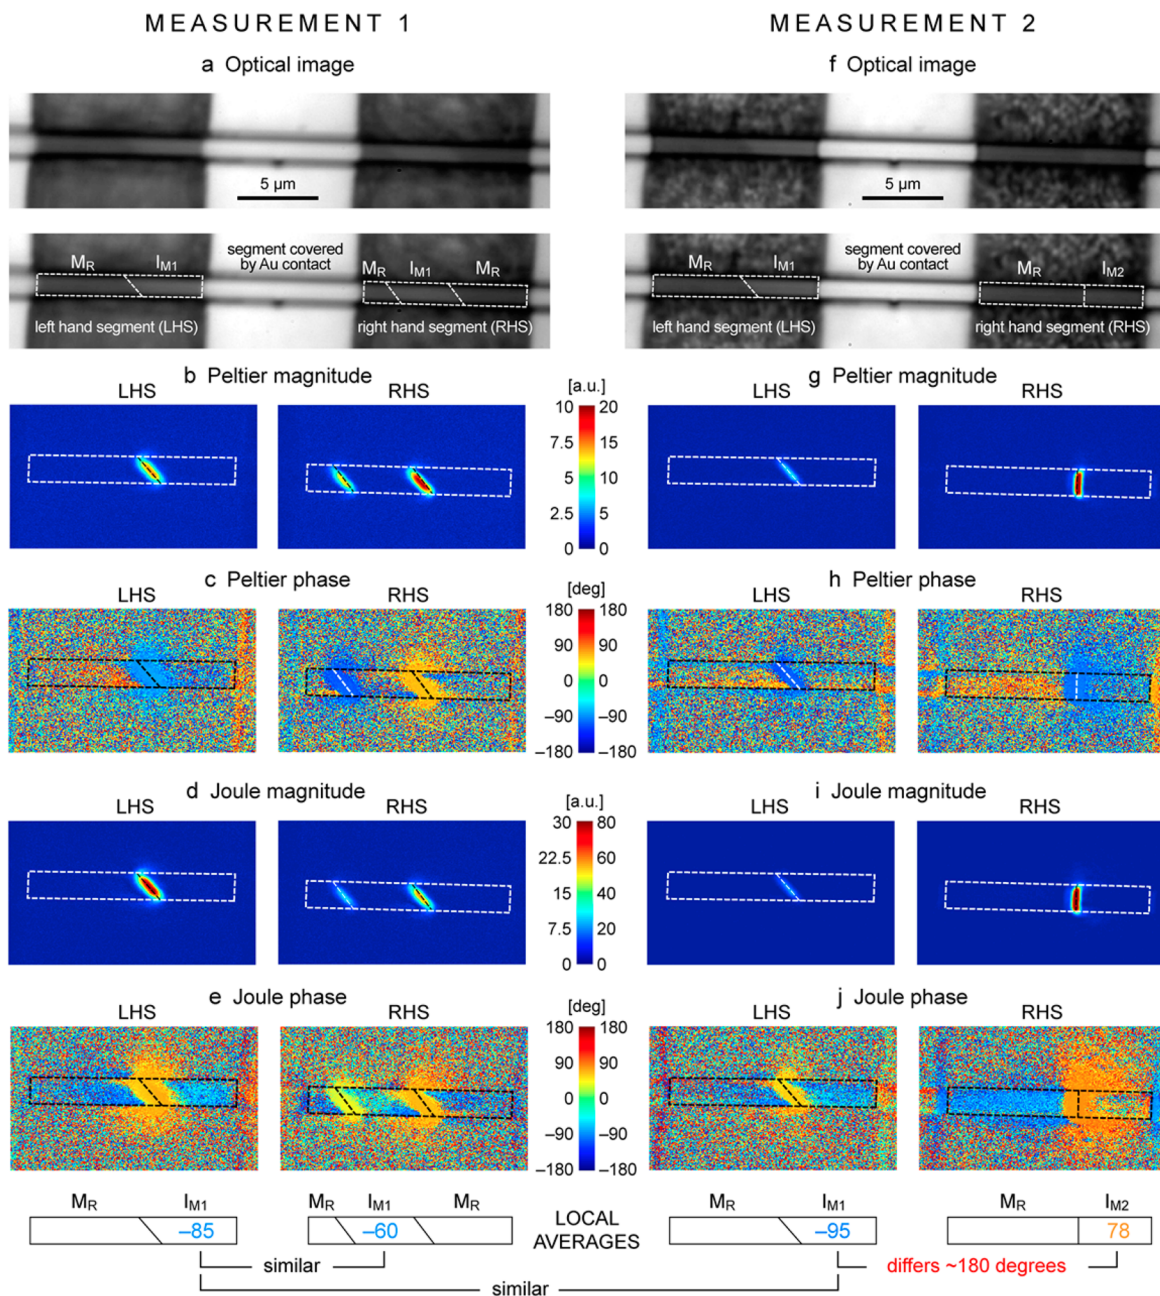 MEASUREMENT 1
MEASUREMENT 2
a Optical image
f Optical image
5 µm
5 µm
MR
IM1
segment covered
by Au contact
MR
IM1
MR
left hand segment (LHS)
right hand segment (RHS)
MR
IM1
segment covered
by Au contact
MR
IM2
left hand segment (LHS)
right hand segment (RHS)
b Peltier magnitude
LHS
RHS
[a.u.]
10 20
7.5 15
5 10
2.5 5
0 0
g Peltier magnitude
LHS
RHS
c Peltier phase
LHS
RHS
[deg]
180 180
90 90
0 0
–90 –90
–180 –180
h Peltier phase
LHS
RHS
d Joule magnitude
LHS
RHS
[a.u.]
30 80
22.5 60
15 40
7.5 20
0 0
i Joule magnitude
LHS
RHS
e Joule phase
LHS
RHS
[deg]
180 180
90 90
0 0
–90 –90
–180 –180
j Joule phase
LHS
RHS
MR IM1
–85
MR IM1 MR
–60
LOCAL
AVERAGES
MR IM1
–95
MR IM2
78
similar
differs ~180 degrees
similar